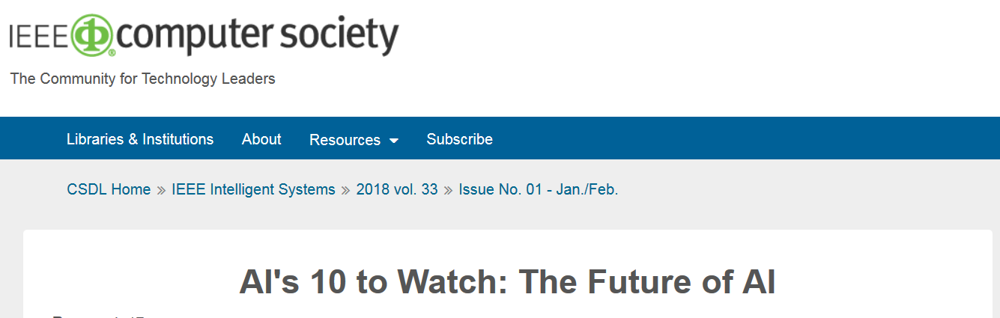 IEEE computer society
The Community for Technology Leaders
Libraries & Institutions About Resources Subscribe
CSDL Home » IEEE Intelligent Systems » 2018 vol. 33 » Issue No. 01 - Jan./Feb.
AI's 10 to Watch: The Future of AI